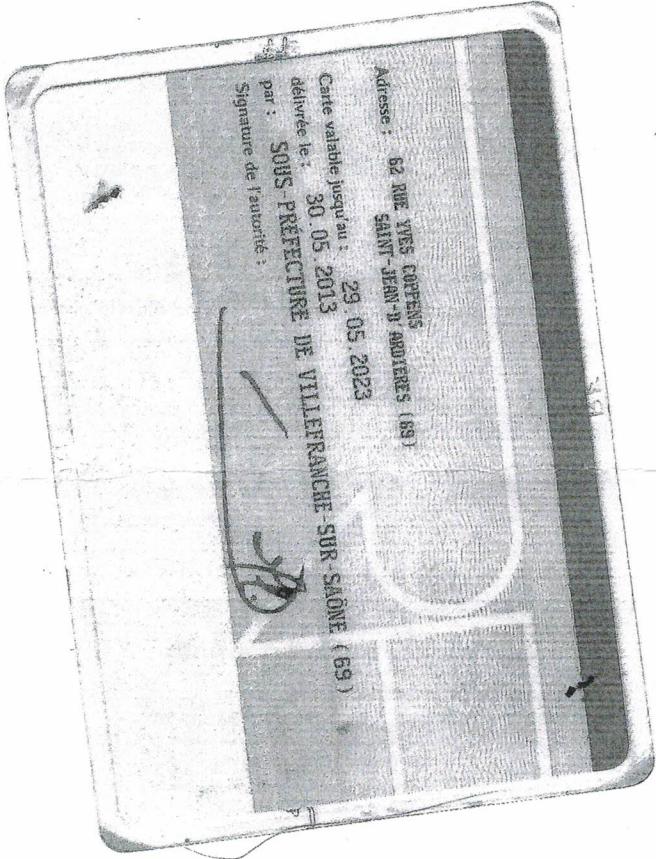 Adresse : 62 RUE YVES COPPENS
SAINT-JEAN-D'ARDIERES (69)
Carte valable jusqu'au : 29.05.2023
délivrée le : 30.05.2013
par : SOUS-PRÉFECTURE DE VILLEFRANCHE-SUR-SAÔNE (69)
Signature de l'autorité :